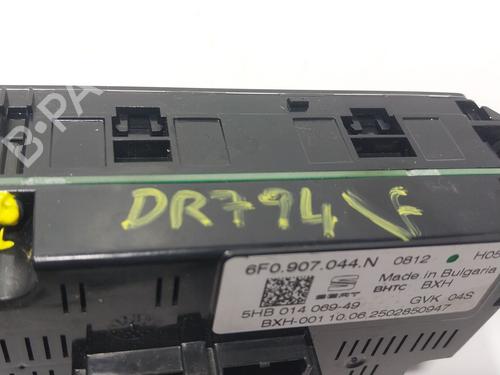 B-PA
DR794VF
6F0.907.044.N 0812 H05
SEAT Made in Bulgaria
BHTC BXH
5HB 014 069-49 GVK 04S
BXH-001 10.06.2502850947